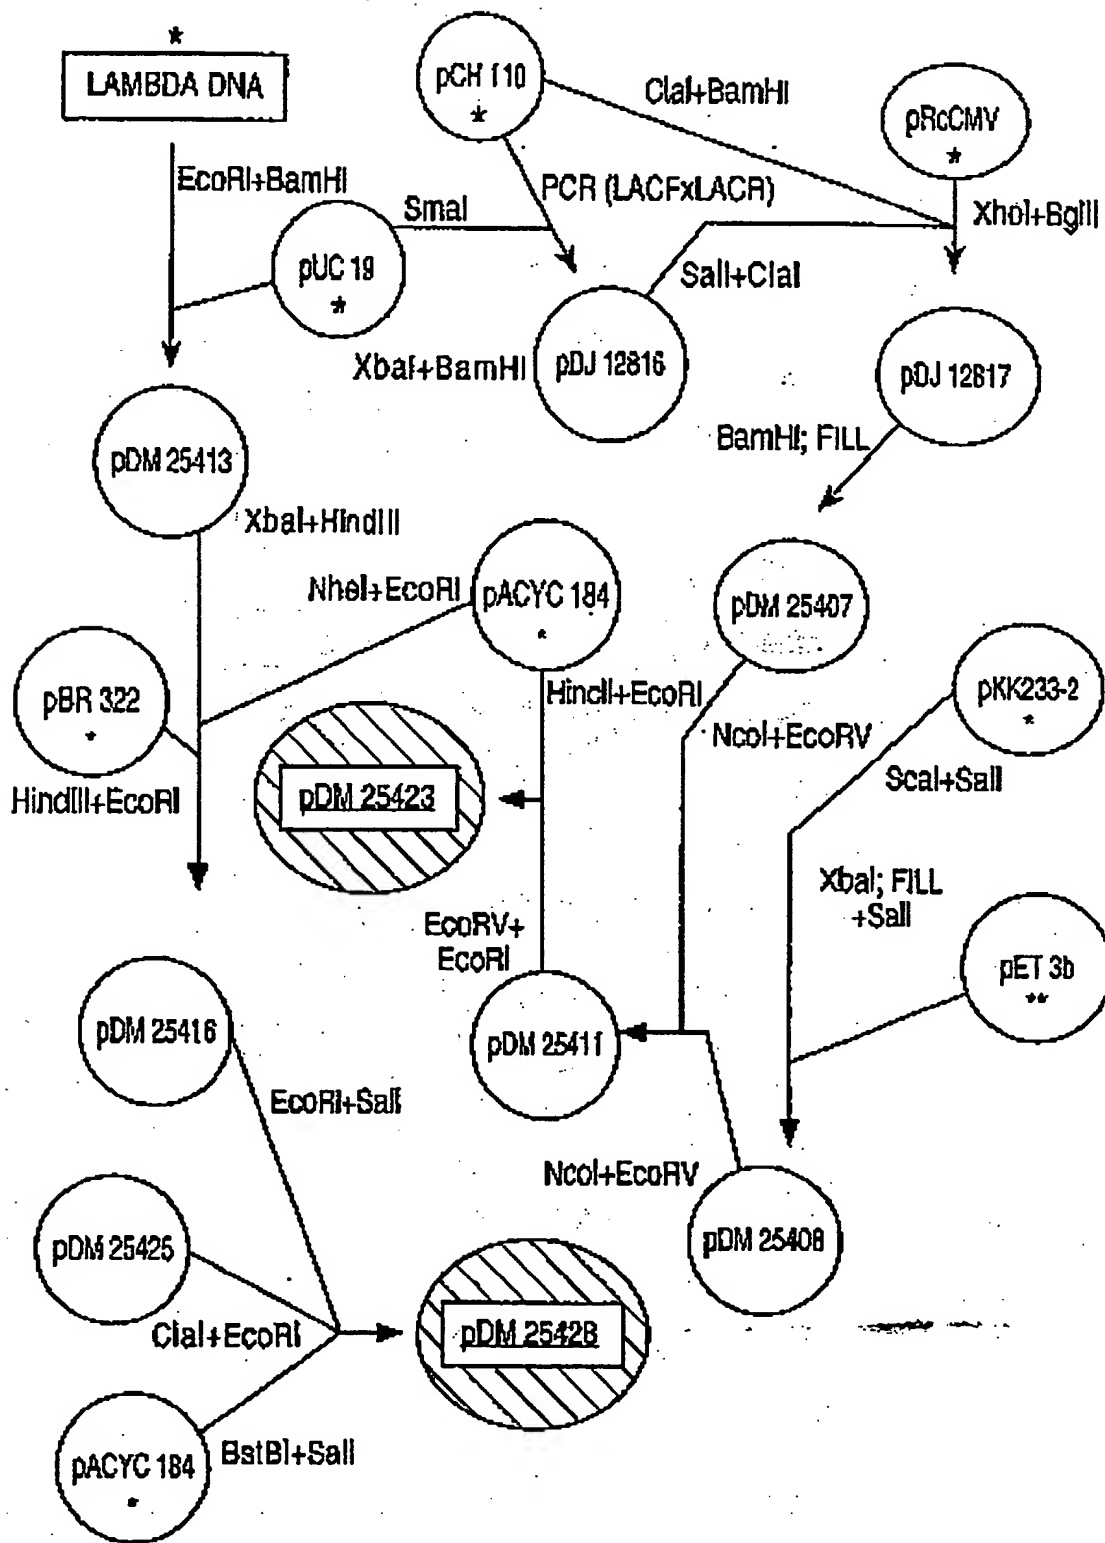 *
LAMBDA DNA
pCH 110
*
ClaI+BamHI
pRcCMV
*
EcoRI+BamHI
SmaI
PCR (LACFxLACR)
XhoI+BglII
pUC 19
*
SalI+ClaI
XbaI+BamHI
pDJ 12816
pDJ 12817
BamHI; FILL
pDM 25413
XbaI+HindIII
NheI+EcoRI
pACYC 184
*
pDM 25407
pBR 322
*
HincII+EcoRI
pKK233-2
*
NcoI+EcoRV
HindIII+EcoRI
pDM 25423
ScaI+SalI
XbaI; FILL
+SalI
EcoRV+
EcoRI
pET 3b
**
pDM 25416
pDM 25411
EcoRI+SalI
NcoI+EcoRV
pDM 25408
pDM 25425
ClaI+EcoRI
pDM 25428
BstBI+SalI
pACYC 184
*